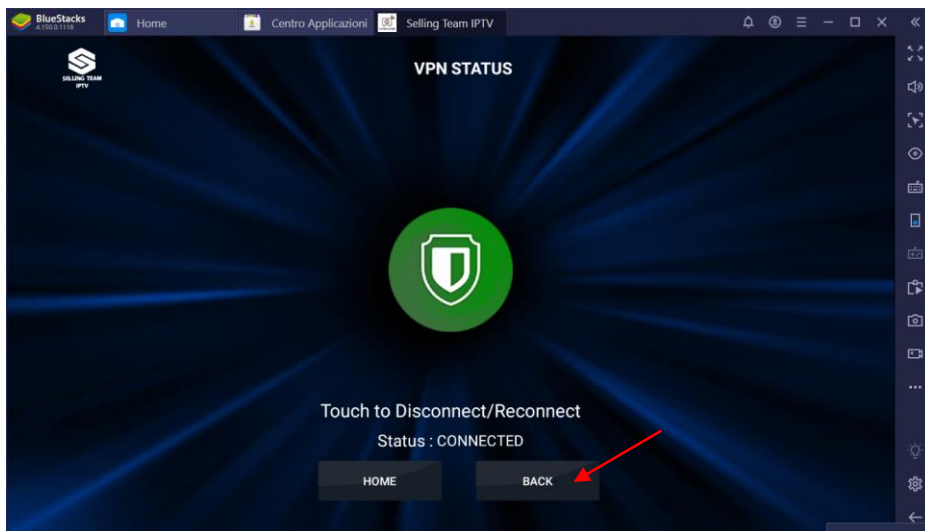 BlueStacks
4.150.0.1118
Home
Centro Applicazioni
Selling Team IPTV
SELLING TEAM
IPTV
VPN STATUS
Touch to Disconnect/Reconnect
Status : CONNECTED
HOME
BACK